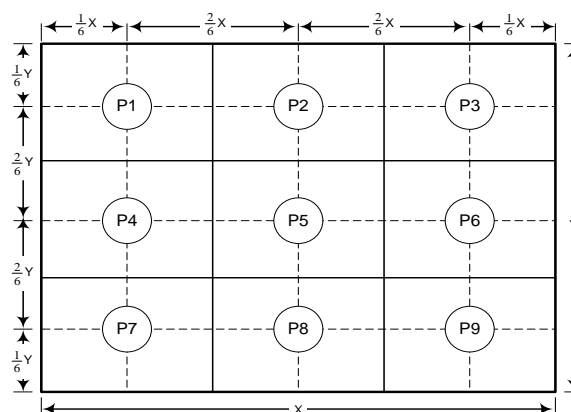 1/6 X 2/6 X 2/6 X 1/6 X
1/6 Y
P1 P2 P3
2/6 Y
P4 P5 P6
2/6 Y
P7 P8 P9
1/6 Y
X